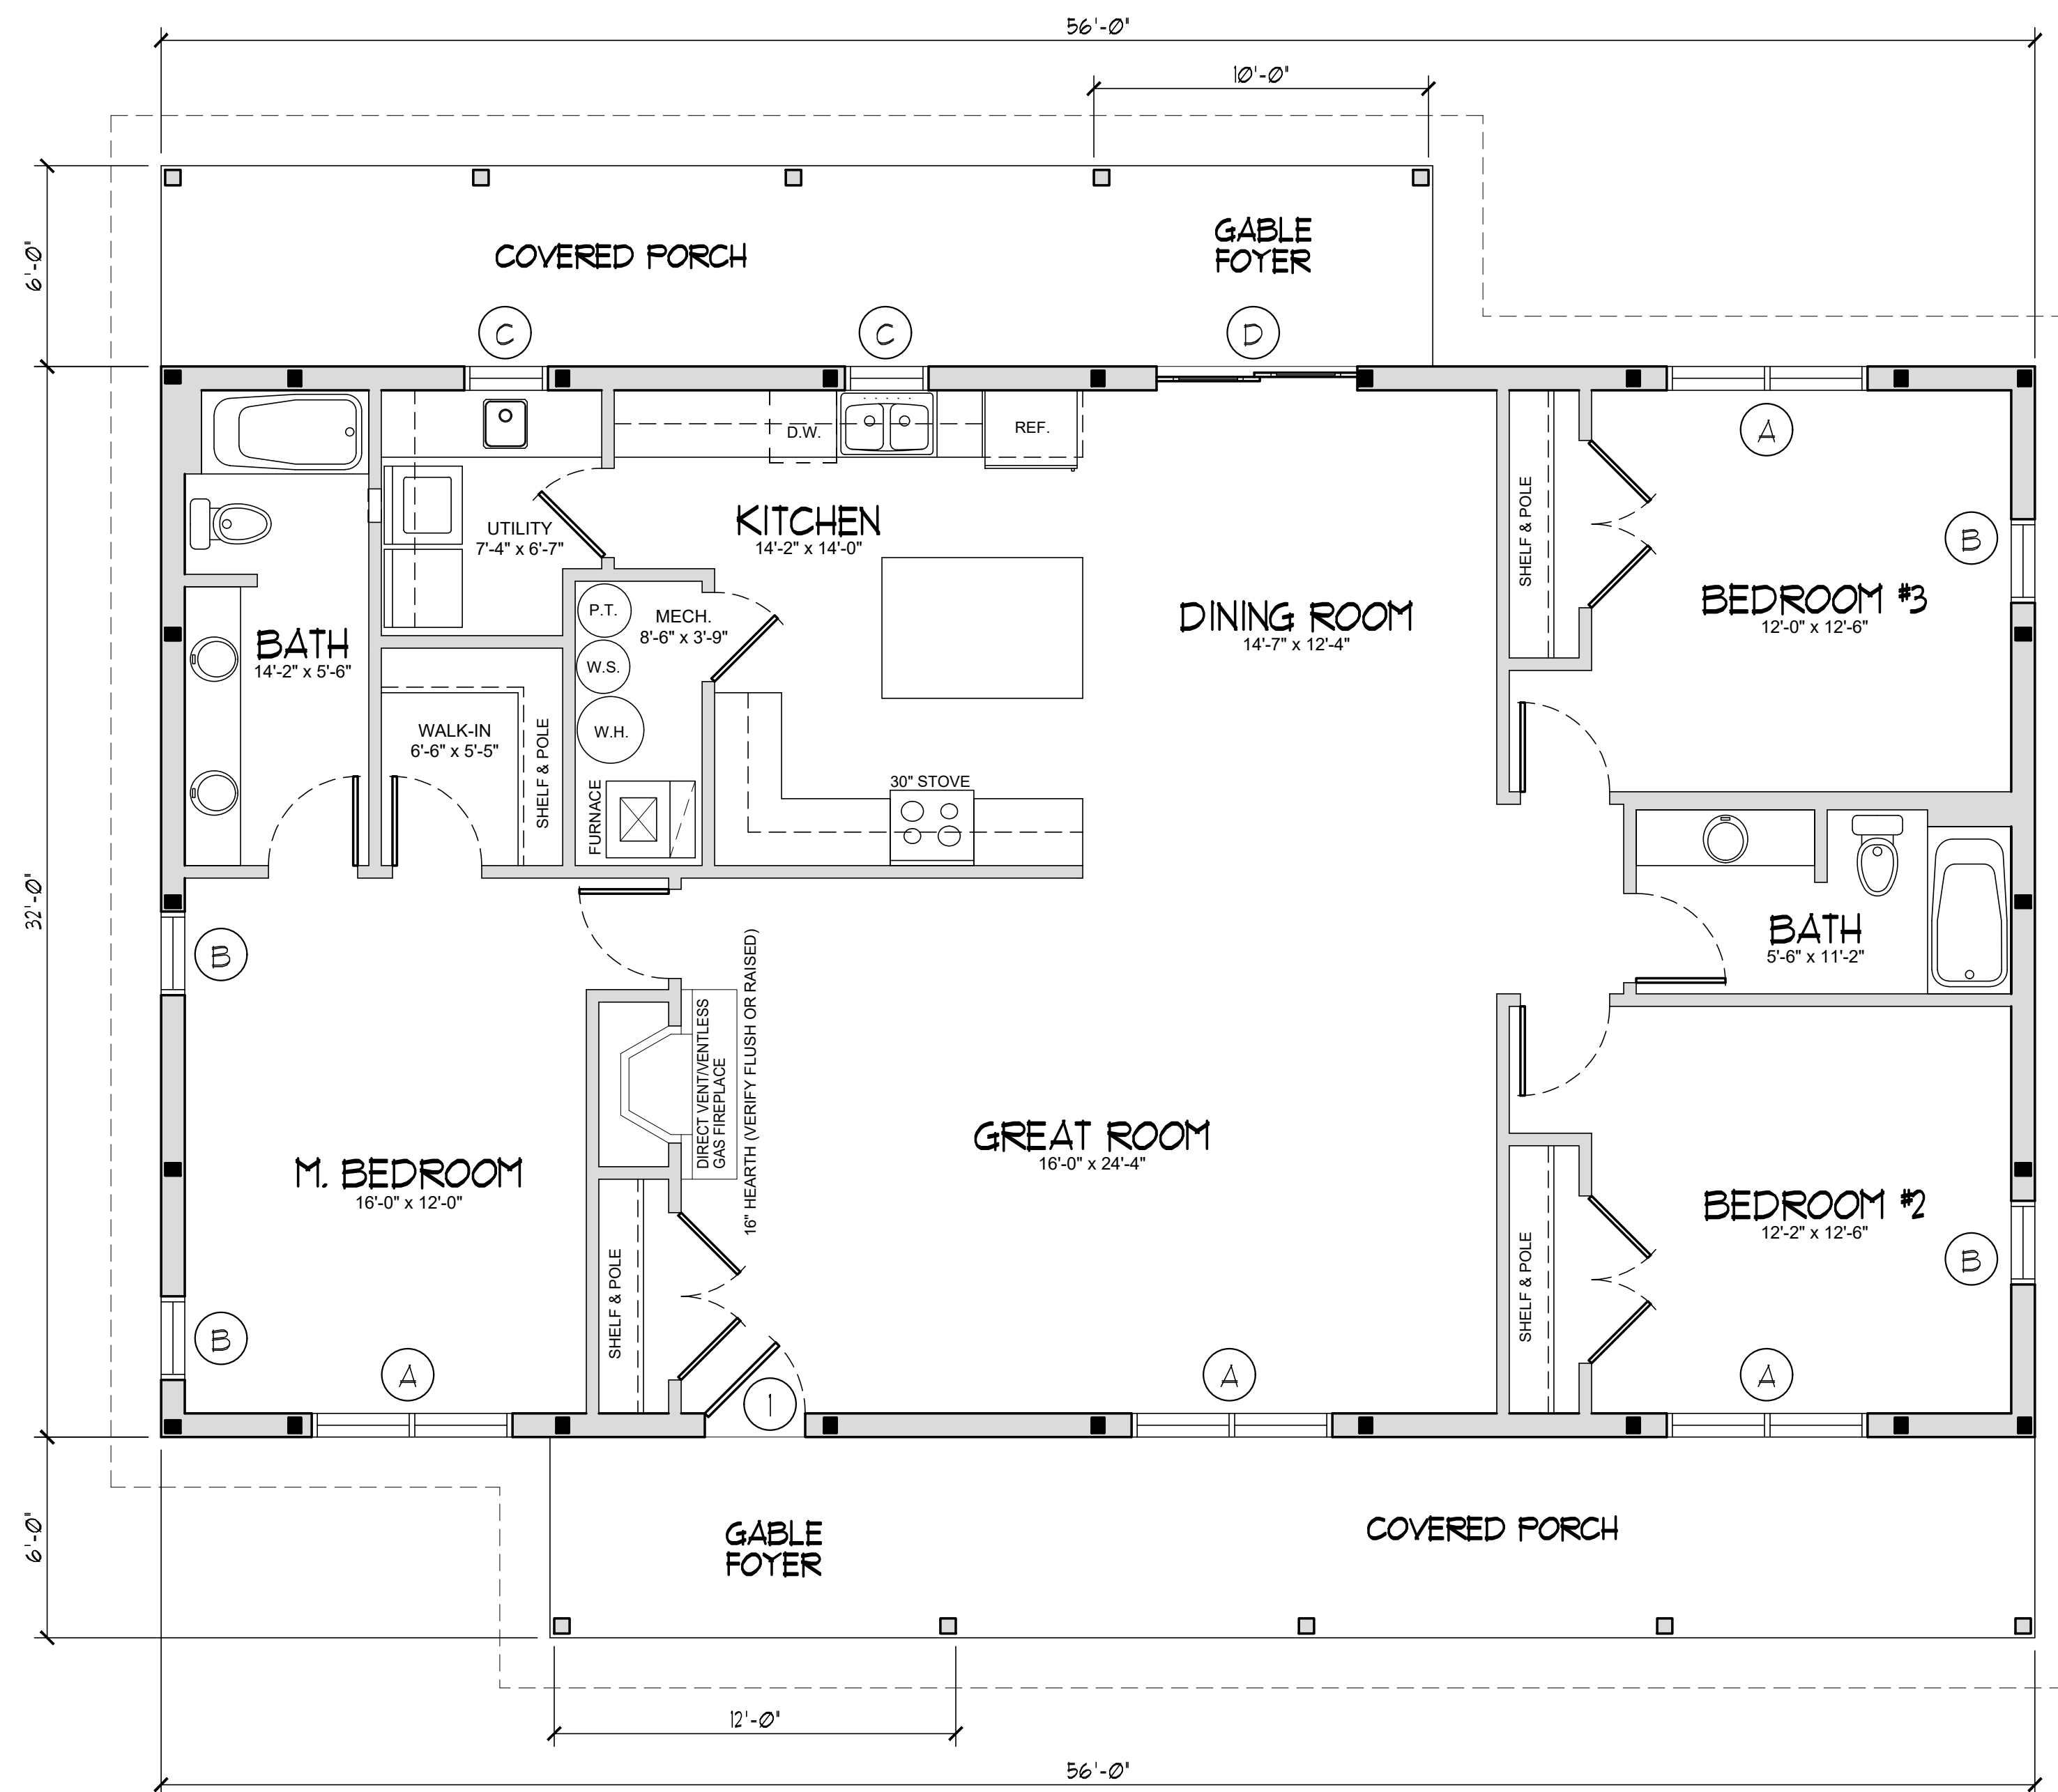 56'-0"
10'-0"
6'-0"
COVERED PORCH
GABLE
FOYER
C
C
D
A
D.W.
REF.
SHELF & POLE
UTILITY
7'-4" x 6'-7"
KITCHEN
14'-2" x 14'-0"
B
BATH
14'-2" x 5'-6"
P.T.
MECH.
8'-6" x 3'-9"
DINING ROOM
14'-7" x 12'-4"
BEDROOM #3
12'-0" x 12'-6"
W.S.
WALK-IN
6'-6" x 5'-5"
SHELF & POLE
W.H.
FURNACE
30" STOVE
32'-0"
B
BATH
5'-6" x 11'-2"
DIRECT VENT/VENTLESS
GAS FIREPLACE
16" HEARTH (VERIFY FLUSH OR RAISED)
M. BEDROOM
16'-0" x 12'-0"
GREAT ROOM
16'-0" x 24'-4"
BEDROOM #2
12'-2" x 12'-6"
SHELF & POLE
SHELF & POLE
B
B
A
1
A
A
6'-0"
GABLE
FOYER
COVERED PORCH
12'-0"
56'-0"